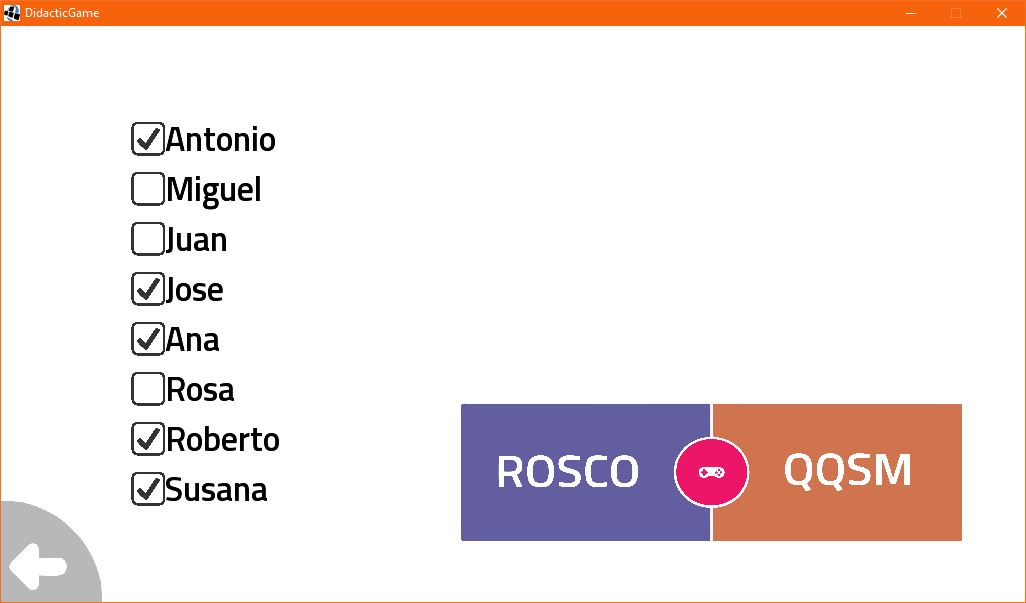 DidacticGame
Antonio
Miguel
Juan
Jose
Ana
Rosa
Roberto
Susana
ROSCO
QQSM